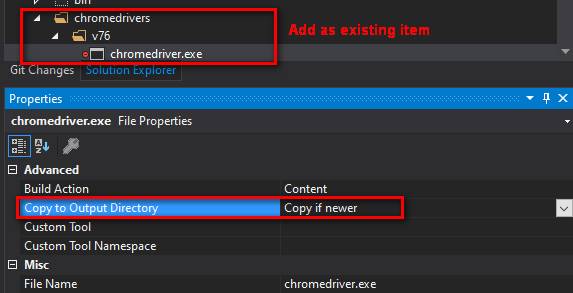 bin
chromedrivers
Add as existing item
v76
chromedriver.exe
Git Changes Solution Explorer
Properties
chromedriver.exe File Properties
Advanced
Build Action Content
Copy to Output Directory Copy if newer
Custom Tool
Custom Tool Namespace
Misc
File Name chromedriver.exe